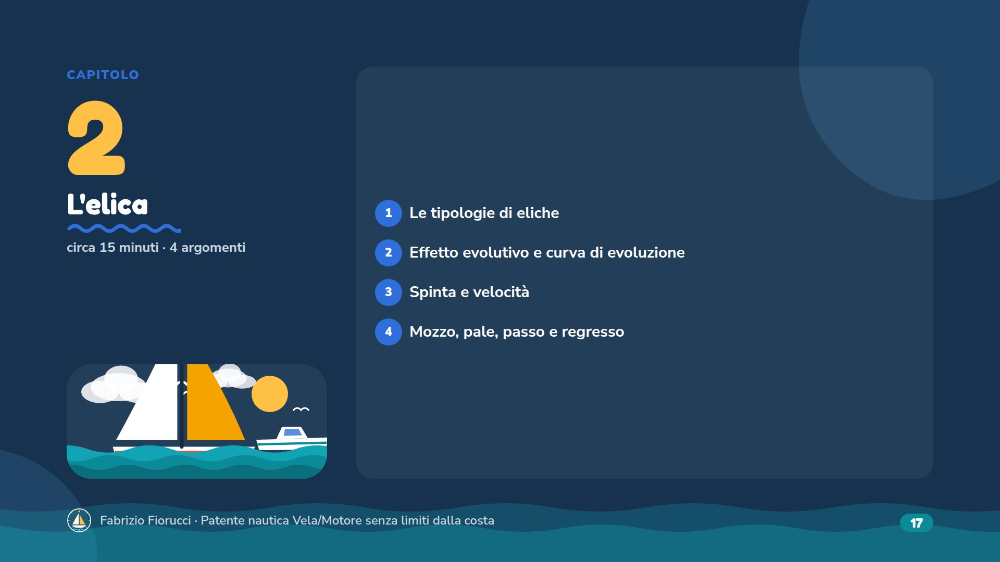 CAPITOLO
2
L'elica
circa 15 minuti · 4 argomenti
1 Le tipologie di eliche
2 Effetto evolutivo e curva di evoluzione
3 Spinta e velocità
4 Mozzo, pale, passo e regresso
Fabrizio Fiorucci · Patente nautica Vela/Motore senza limiti dalla costa
17